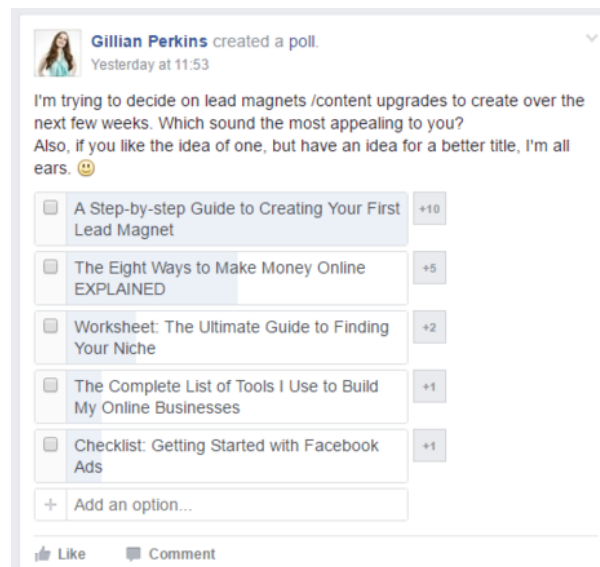 Gillian Perkins created a poll.
Yesterday at 11:53
I'm trying to decide on lead magnets /content upgrades to create over the
next few weeks. Which sound the most appealing to you?
Also, if you like the idea of one, but have an idea for a better title, I'm all
ears.
A Step-by-step Guide to Creating Your First
Lead Magnet
+10
The Eight Ways to Make Money Online
EXPLAINED
+5
Worksheet: The Ultimate Guide to Finding
Your Niche
+2
The Complete List of Tools I Use to Build
My Online Businesses
+1
Checklist: Getting Started with Facebook
Ads
+1
+ Add an option...
Like Comment